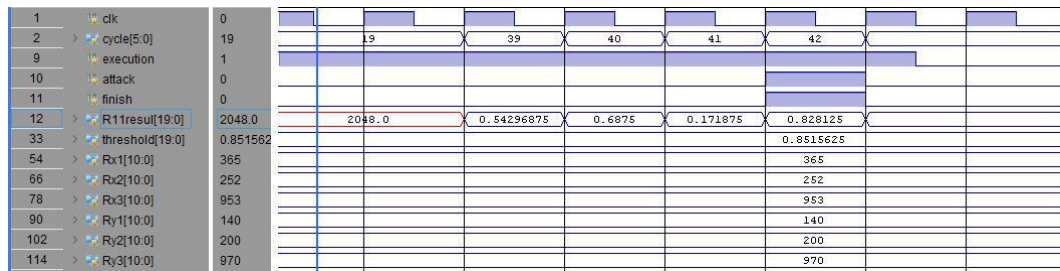 1 clk 0
2 cycle[5:0] 19 19 39 40 41 42
9 execution 1
10 attack 0
11 finish 0
12 R11resul[19:0] 2048.0 2048.0 0.54296875 0.6875 0.171875 0.828125
33 threshold[19:0] 0.851562 0.8515625
54 Rx1[10:0] 365 365
66 Rx2[10:0] 252 252
78 Rx3[10:0] 953 953
90 Ry1[10:0] 140 140
102 Ry2[10:0] 200 200
114 Ry3[10:0] 970 970